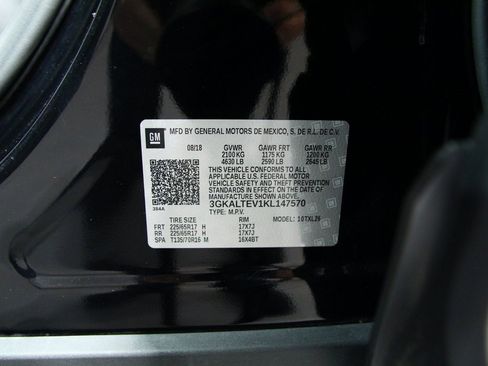 GM
MFD BY GENERAL MOTORS DE MEXICO, S. DE R.L. DE C.V.
08/18 GVWR GAWR FRT GAWR RR
2100 KG 1175 KG 1200 KG
4630 LB 2590 LB 2645 LB
THIS VEHICLE CONFORMS TO ALL
APPLICABLE U.S. FEDERAL MOTOR
VEHICLE SAFETY AND THEFT PREVENTION
STANDARDS IN EFFECT ON THE DATE OF
MANUFACTURE SHOWN ABOVE.
3GKALTEV1KL147570
384A TYPE: M.P.V. MODEL: 10TXL26
TIRE SIZE RIM
FRT 225/65R17 H 17X7J
RR 225/65R17 H 17X7J
SPA T135/70R16 M 16X4BT